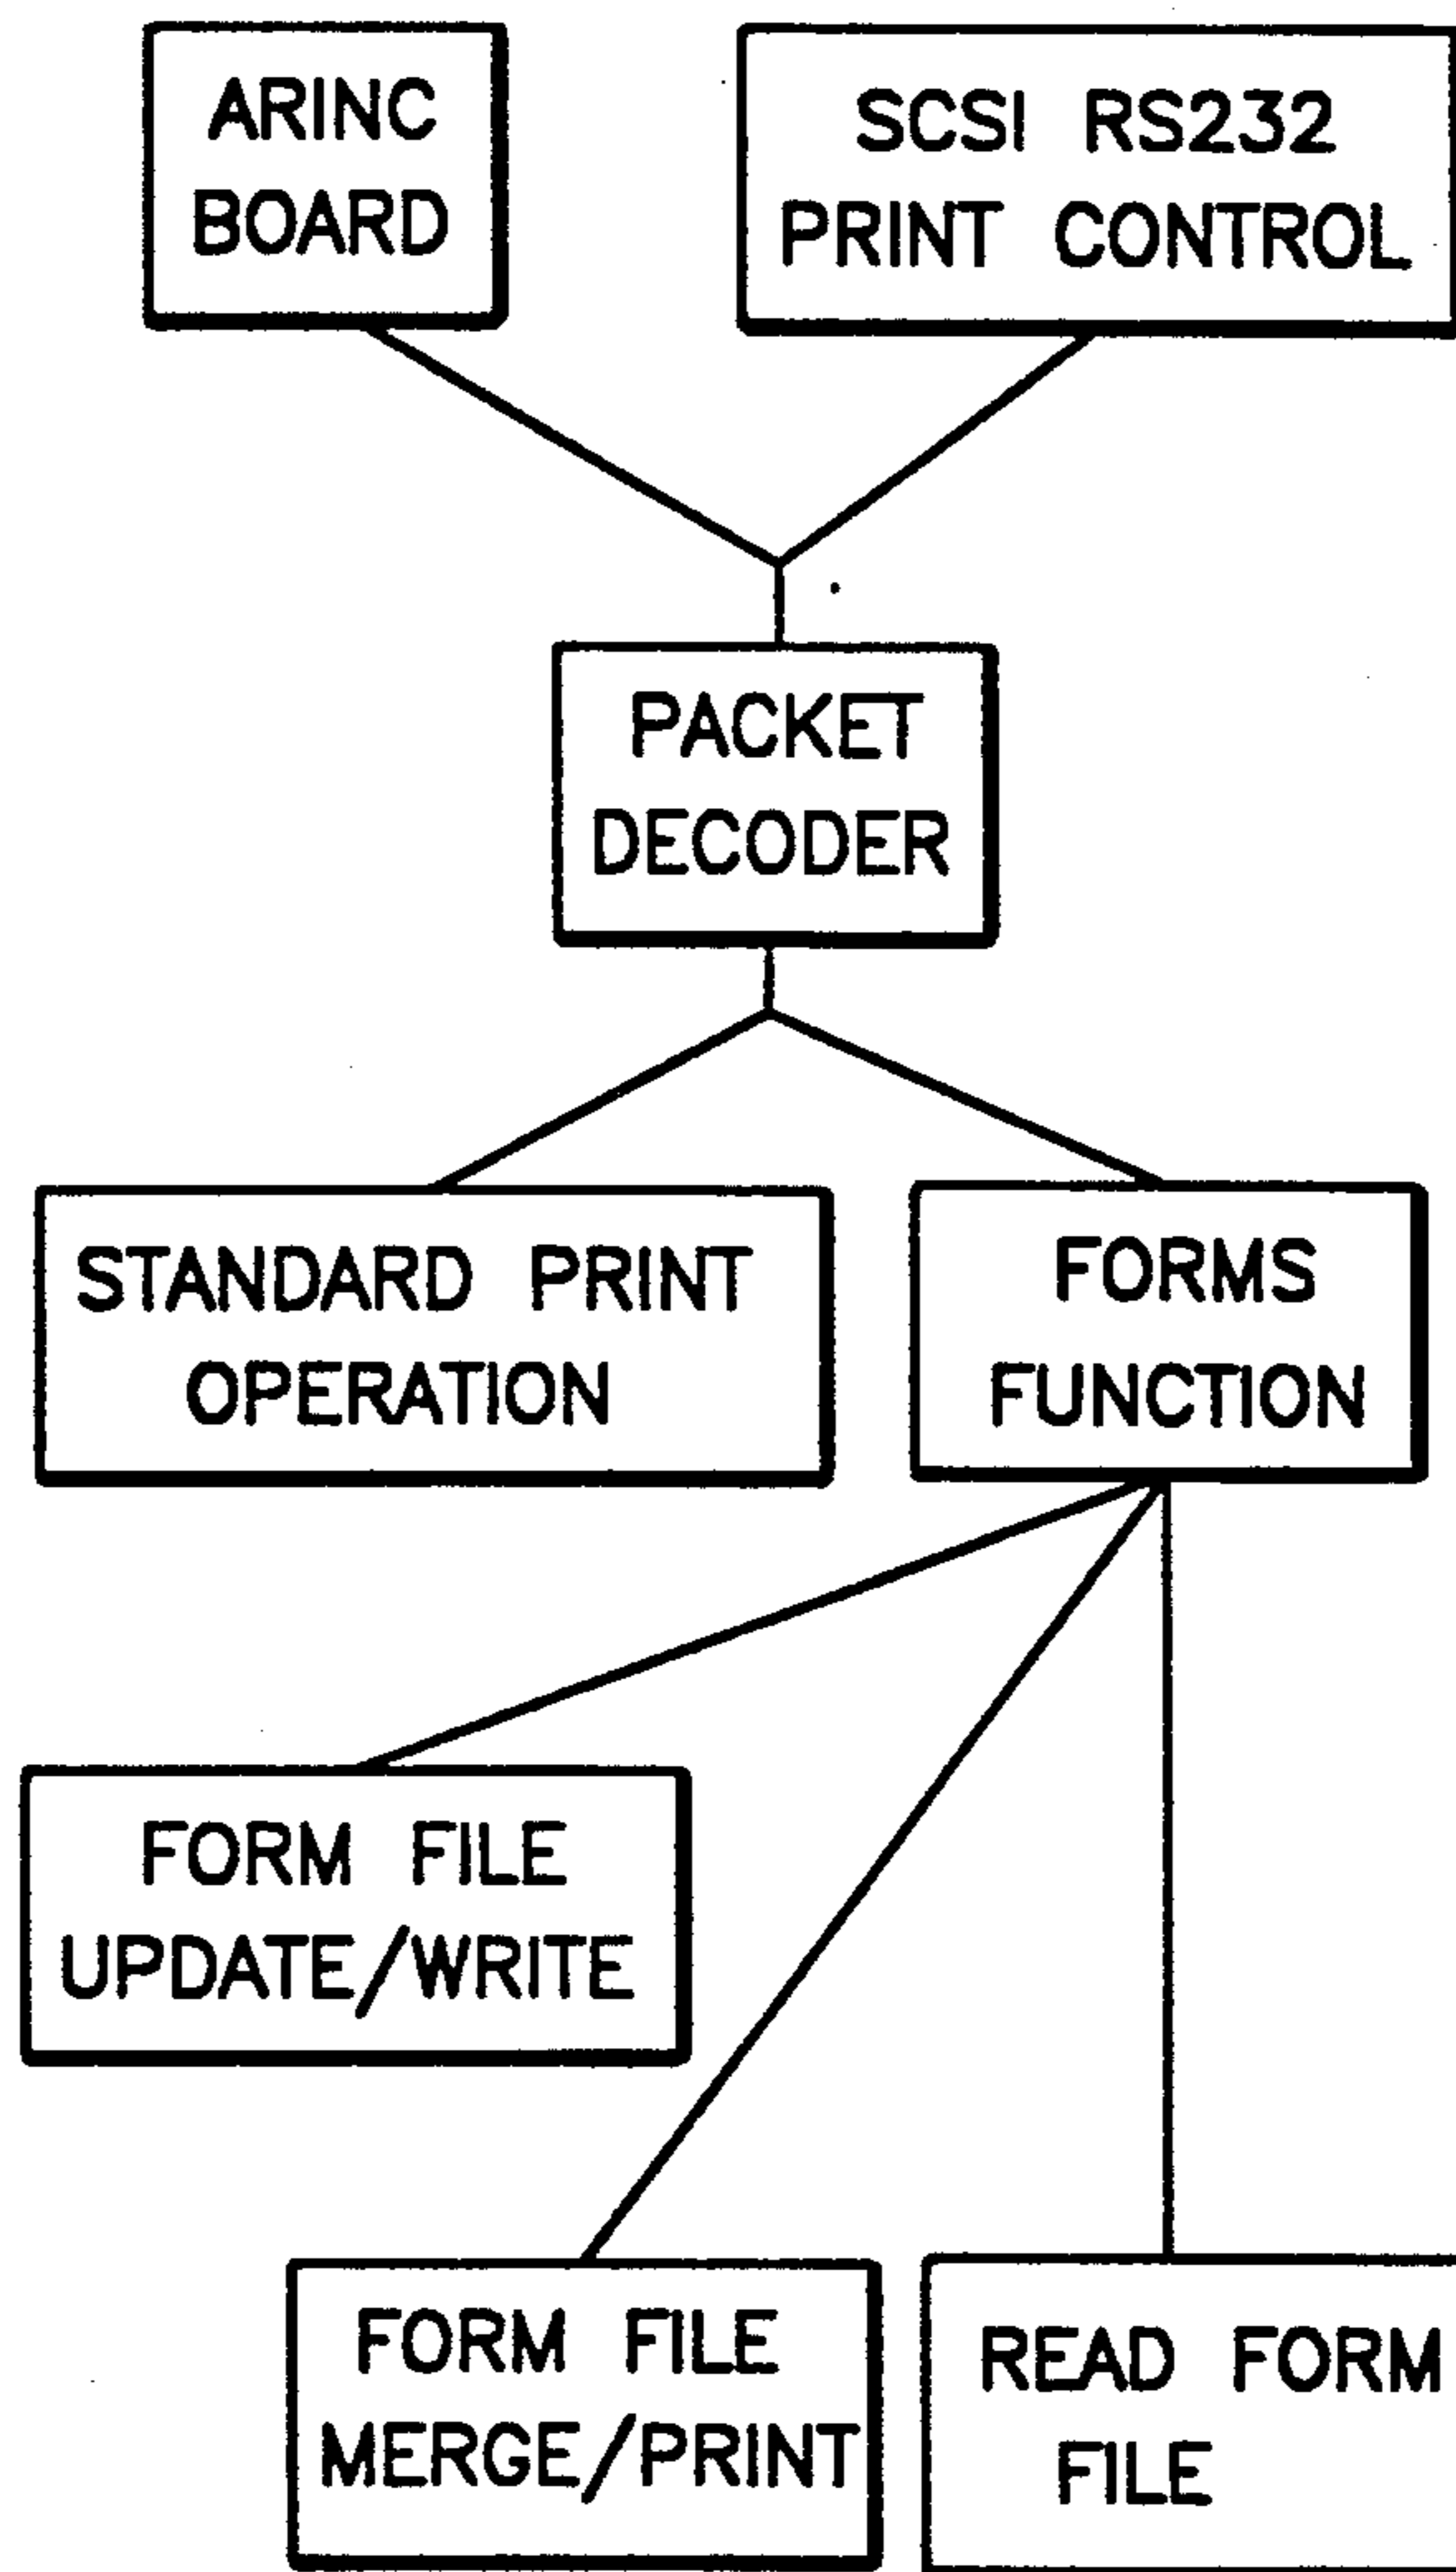 ARINC
BOARD
SCSI RS232
PRINT CONTROL
PACKET
DECODER
STANDARD PRINT
OPERATION
FORMS
FUNCTION
FORM FILE
UPDATE/WRITE
FORM FILE
MERGE/PRINT
READ FORM
FILE